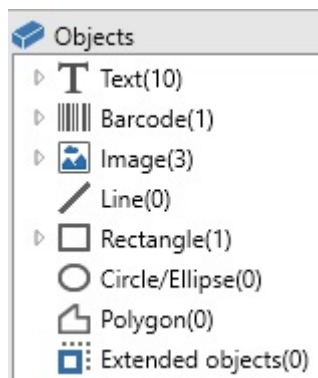 Objects
Text(10)
Barcode(1)
Image(3)
Line(0)
Rectangle(1)
Circle/Ellipse(0)
Polygon(0)
Extended objects(0)